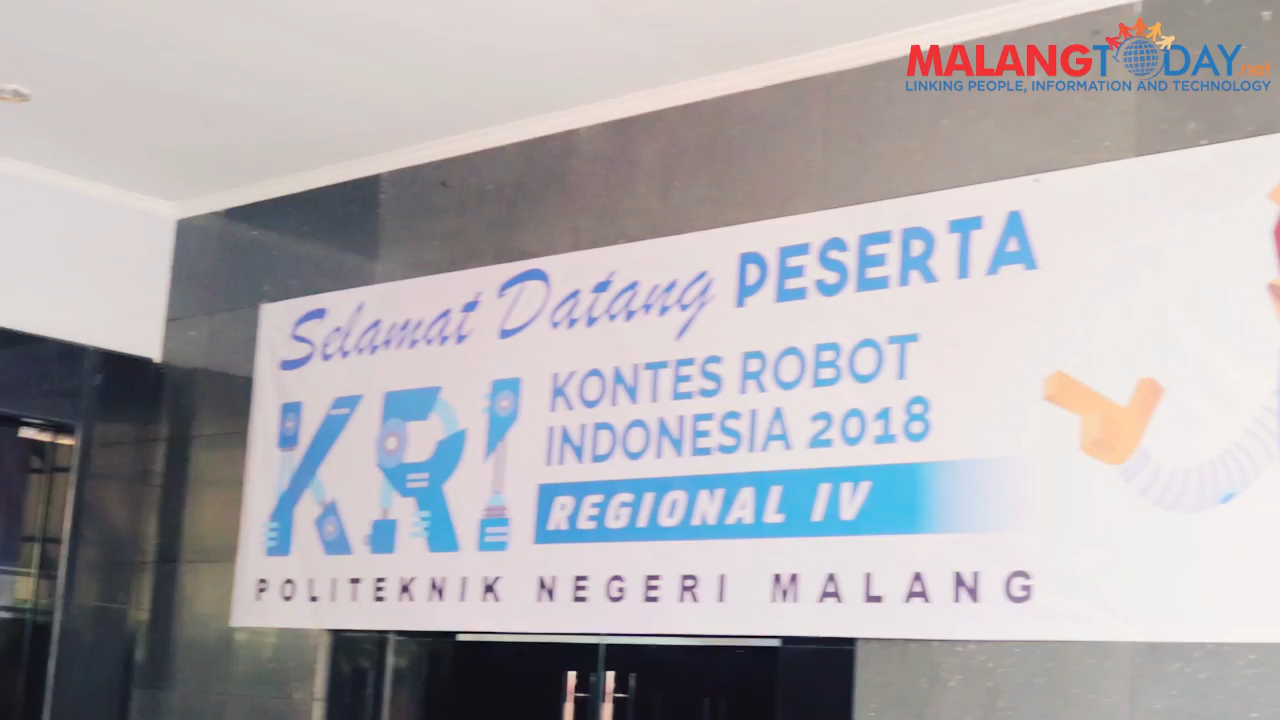 MALANGTODAY.net
LINKING PEOPLE, INFORMATION AND TECHNOLOGY
Selamat Datang PESERTA
KRI
KONTES ROBOT
INDONESIA 2018
REGIONAL IV
POLITEKNIK NEGERI MALANG